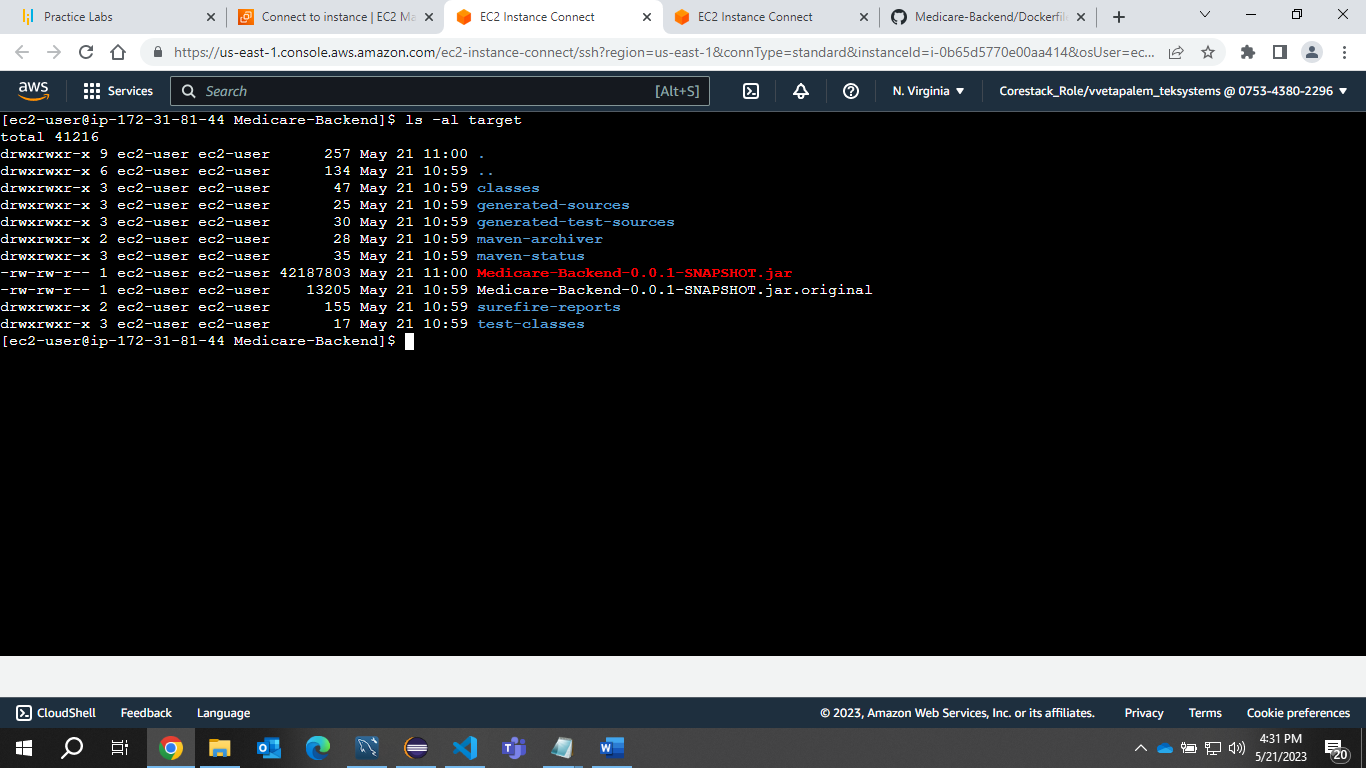 Practice Labs
Connect to instance | EC2 Ma
EC2 Instance Connect
EC2 Instance Connect
Medicare-Backend/Dockerfil
https://us-east-1.console.aws.amazon.com/ec2-instance-connect/ssh?region=us-east-1&connType=standard&instanceId=i-0b65d5770e00aa414&osUser=ec...
aws Services Search [Alt+S] N. Virginia Corestack_Role/vvetapalem_teksystems @ 0753-4380-2296
[ec2-user@ip-172-31-81-44 Medicare-Backend]$ ls -al target
total 41216
drwxrwxr-x 9 ec2-user ec2-user      257 May 21 11:00 .
drwxrwxr-x 6 ec2-user ec2-user      134 May 21 10:59 ..
drwxrwxr-x 3 ec2-user ec2-user       47 May 21 10:59 classes
drwxrwxr-x 3 ec2-user ec2-user       25 May 21 10:59 generated-sources
drwxrwxr-x 3 ec2-user ec2-user       30 May 21 10:59 generated-test-sources
drwxrwxr-x 2 ec2-user ec2-user       28 May 21 10:59 maven-archiver
drwxrwxr-x 3 ec2-user ec2-user       35 May 21 10:59 maven-status
-rw-rw-r-- 1 ec2-user ec2-user 42187803 May 21 11:00 Medicare-Backend-0.0.1-SNAPSHOT.jar
-rw-rw-r-- 1 ec2-user ec2-user    13205 May 21 10:59 Medicare-Backend-0.0.1-SNAPSHOT.jar.original
drwxrwxr-x 2 ec2-user ec2-user      155 May 21 10:59 surefire-reports
drwxrwxr-x 3 ec2-user ec2-user       17 May 21 10:59 test-classes
[ec2-user@ip-172-31-81-44 Medicare-Backend]$
CloudShell Feedback Language © 2023, Amazon Web Services, Inc. or its affiliates. Privacy Terms Cookie preferences
4:31 PM
5/21/2023
20